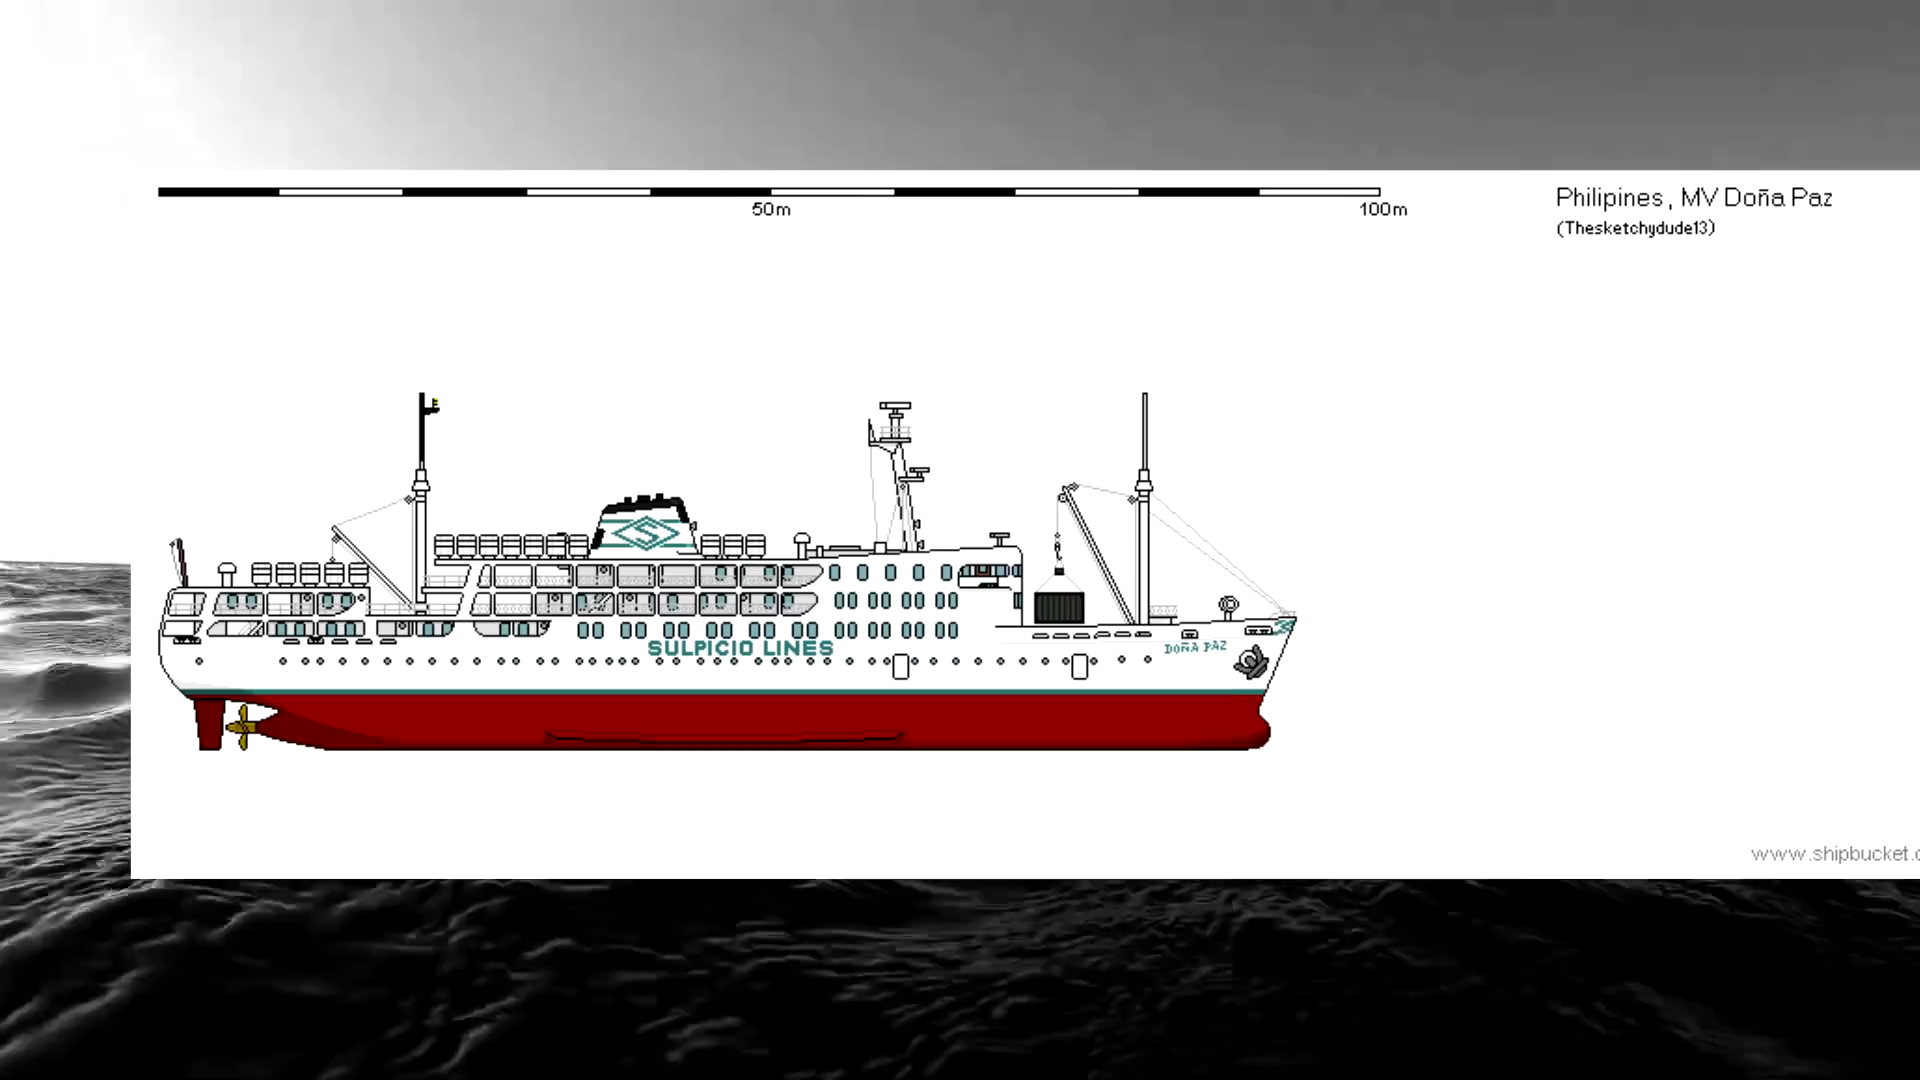 50m
100m
Philipines, MV Doña Paz
(Thesketchydude13)
SULPICIO LINES
DOÑA PAZ
www.shipbucket.c